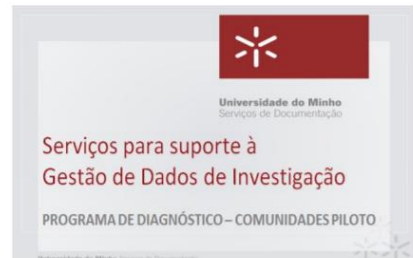 Universidade do Minho
Serviços de Documentação
Serviços para suporte à
Gestão de Dados de Investigação
PROGRAMA DE DIAGNÓSTICO – COMUNIDADES PILOTO